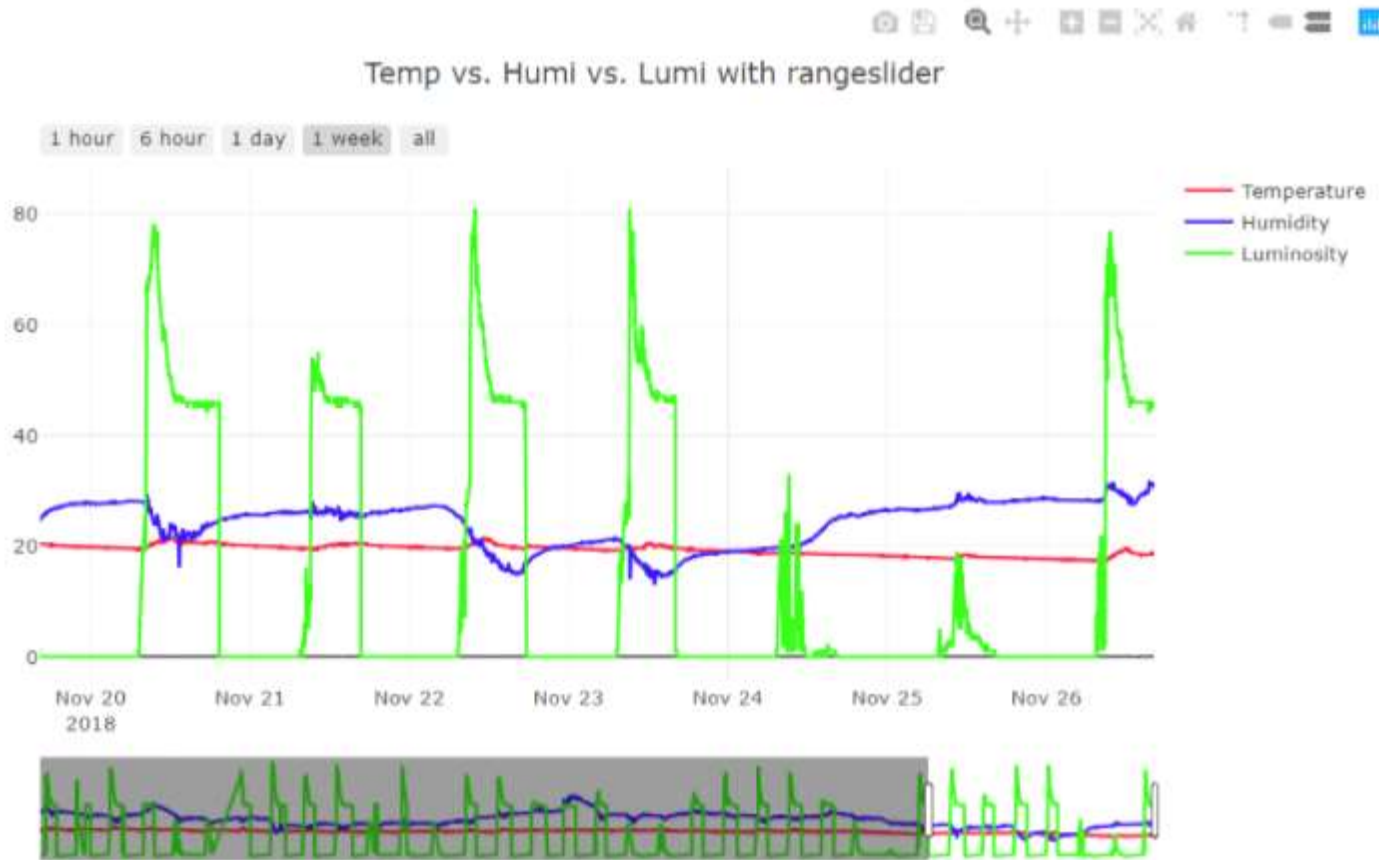 Temp vs. Humi vs. Lumi with rangeslider
1 hour 6 hour 1 day 1 week all
Temperature
Humidity
Luminosity
80
60
40
20
0
Nov 20 Nov 21 Nov 22 Nov 23 Nov 24 Nov 25 Nov 26
2018